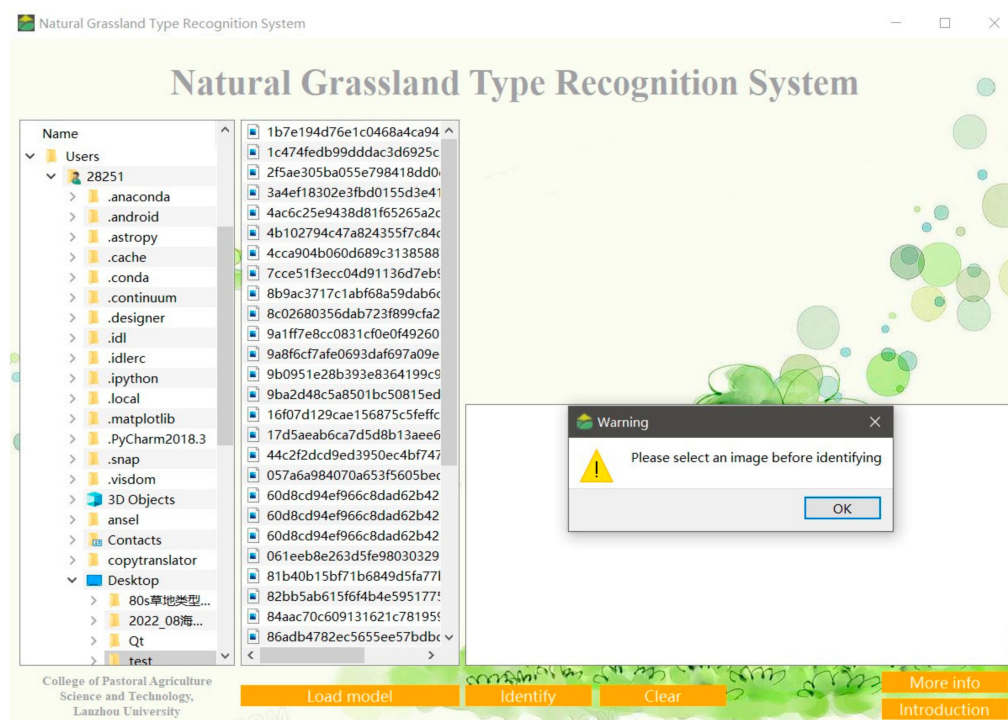 Natural Grassland Type Recognition System
Natural Grassland Type Recognition System
Name
Users
28251
.anaconda
.android
.astropy
.cache
.conda
.continuum
.designer
.idl
.idlerc
.ipython
.local
.matplotlib
.PyCharm2018.3
.snap
.visdom
3D Objects
ansel
Contacts
copytranslator
Desktop
80s草地类型...
2022_08海...
Qt
test
1b7e194d76e1c0468a4ca94
1c474fedb99dddac3d6925c
2f5ae305ba055e798418dd0
3a4ef18302e3fbd0155d3e41
4ac6c25e9438d81f65265a2c
4b102794c47a824355f7c84c
4cca904b060d689c3138588
7cce51f3ecc04d91136d7eb9
8b9ac3717c1abf68a59dab6c
8c02680356dab723f899cfa2
9a1ff7e8cc0831cf0e0f49260
9a8f6cf7afe0693daf697a09e
9b0951e28b393e8364199c9
9ba2d48c5a8501bc50815ed
16f07d129cae156875c5feffc
17d5aeab6ca7d5d8b13aee6
44c2f2dcd9ed3950ec4bf747
057a6a984070a653f5605bec
60d8cd94ef966c8dad62b42
60d8cd94ef966c8dad62b42
60d8cd94ef966c8dad62b42
061eeb8e263d5fe98030329
81b40b15bf71b6849d5fa77
82bb5ab615f6f4b4e5951775
84aac70c609131621c781959
86adb4782ec5655ee57bdbc
Warning
Please select an image before identifying
OK
College of Pastoral Agriculture
Science and Technology,
Lanzhou University
Load model
Identify
Clear
More info
Introduction